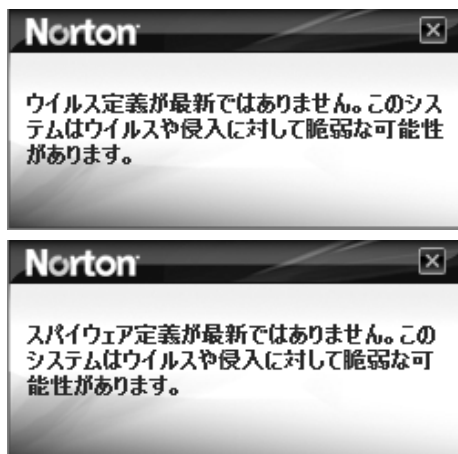 Norton
ウイルス定義が最新ではありません。このシス
テムはウイルスや侵入に対して脆弱な可能性
があります。
Norton
スパイウェア定義が最新ではありません。この
システムはウイルスや侵入に対して脆弱な可
能性があります。